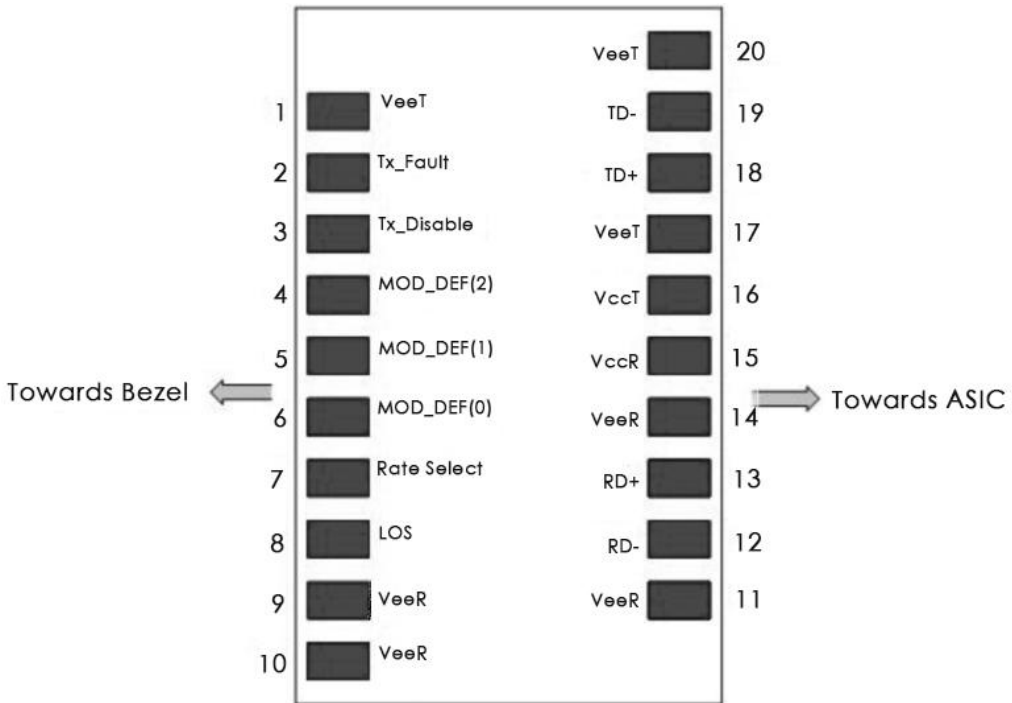 VeeT 20
1 VeeT
TD- 19
2 Tx_Fault
TD+ 18
3 Tx_Disable
VeeT 17
4 MOD_DEF(2)
VccT 16
5 MOD_DEF(1)
VccR 15
Towards Bezel
Towards ASIC
6 MOD_DEF(0)
VeeR 14
7 Rate Select
RD+ 13
8 LOS
RD- 12
9 VeeR
VeeR 11
10 VeeR